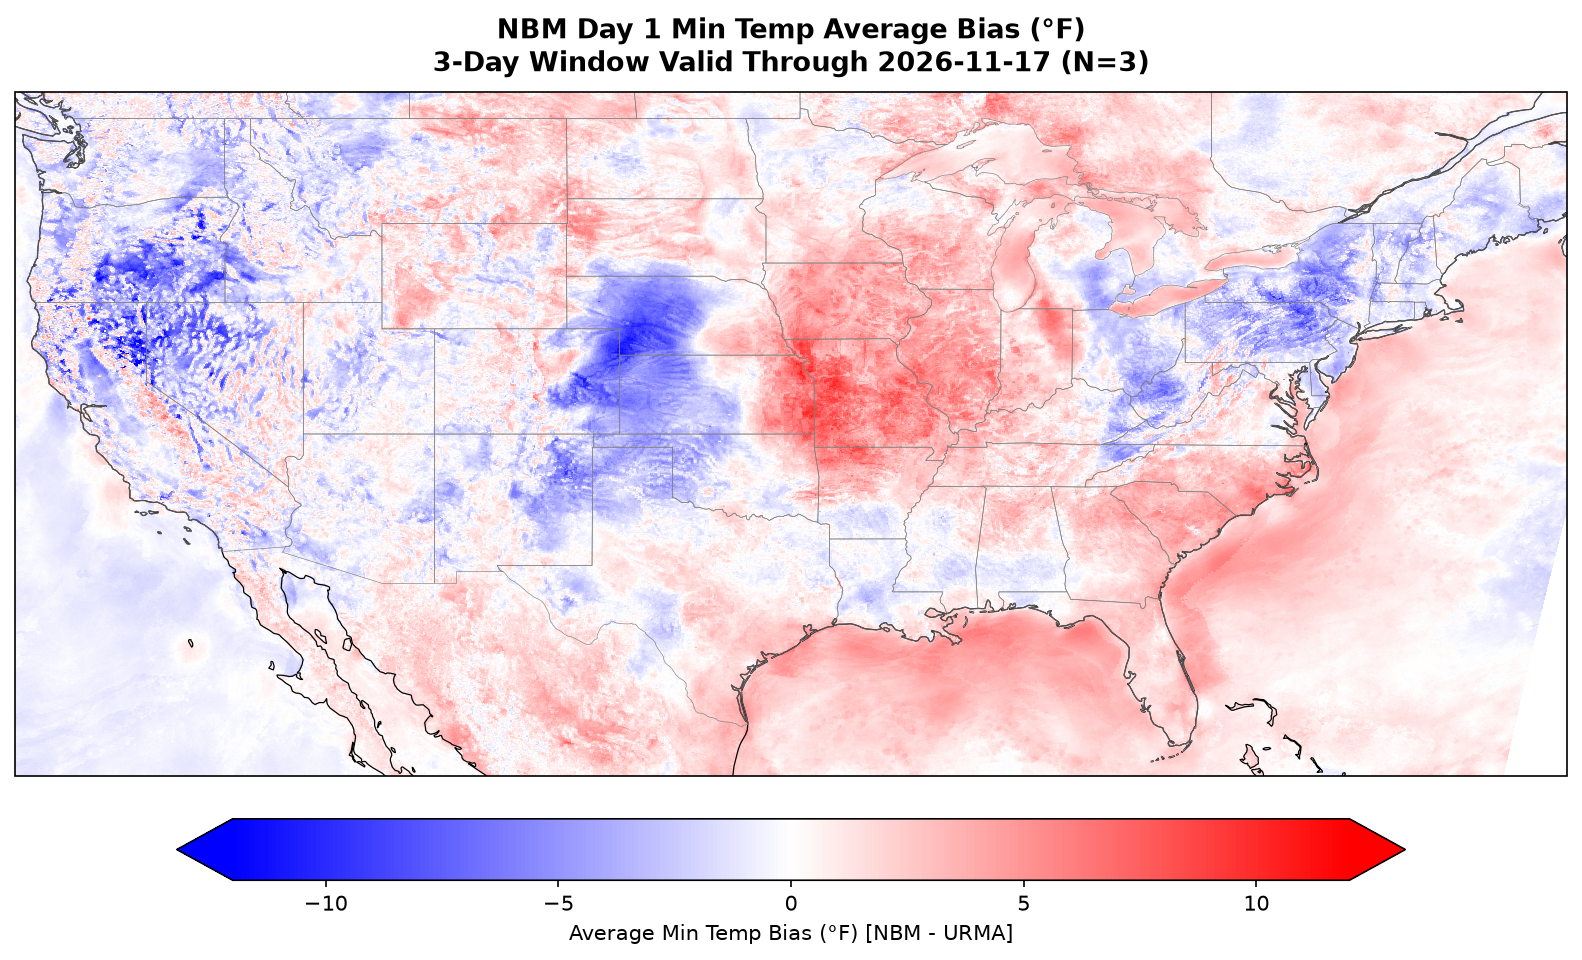 NBM Day 1 Min Temp Average Bias (°F)
3-Day Window Valid Through 2026-11-17 (N=3)
−10 −5 0 5 10
Average Min Temp Bias (°F) [NBM - URMA]